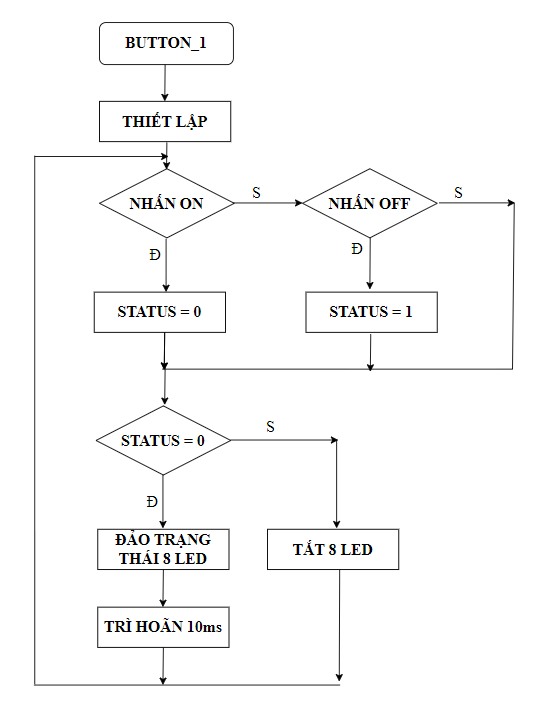 BUTTON_1
THIẾT LẬP
NHẤN ON
S
NHẤN OFF
S
Đ
Đ
STATUS = 0
STATUS = 1
STATUS = 0
S
Đ
ĐẢO TRẠNG
THÁI 8 LED
TẮT 8 LED
TRÌ HOÃN 10ms